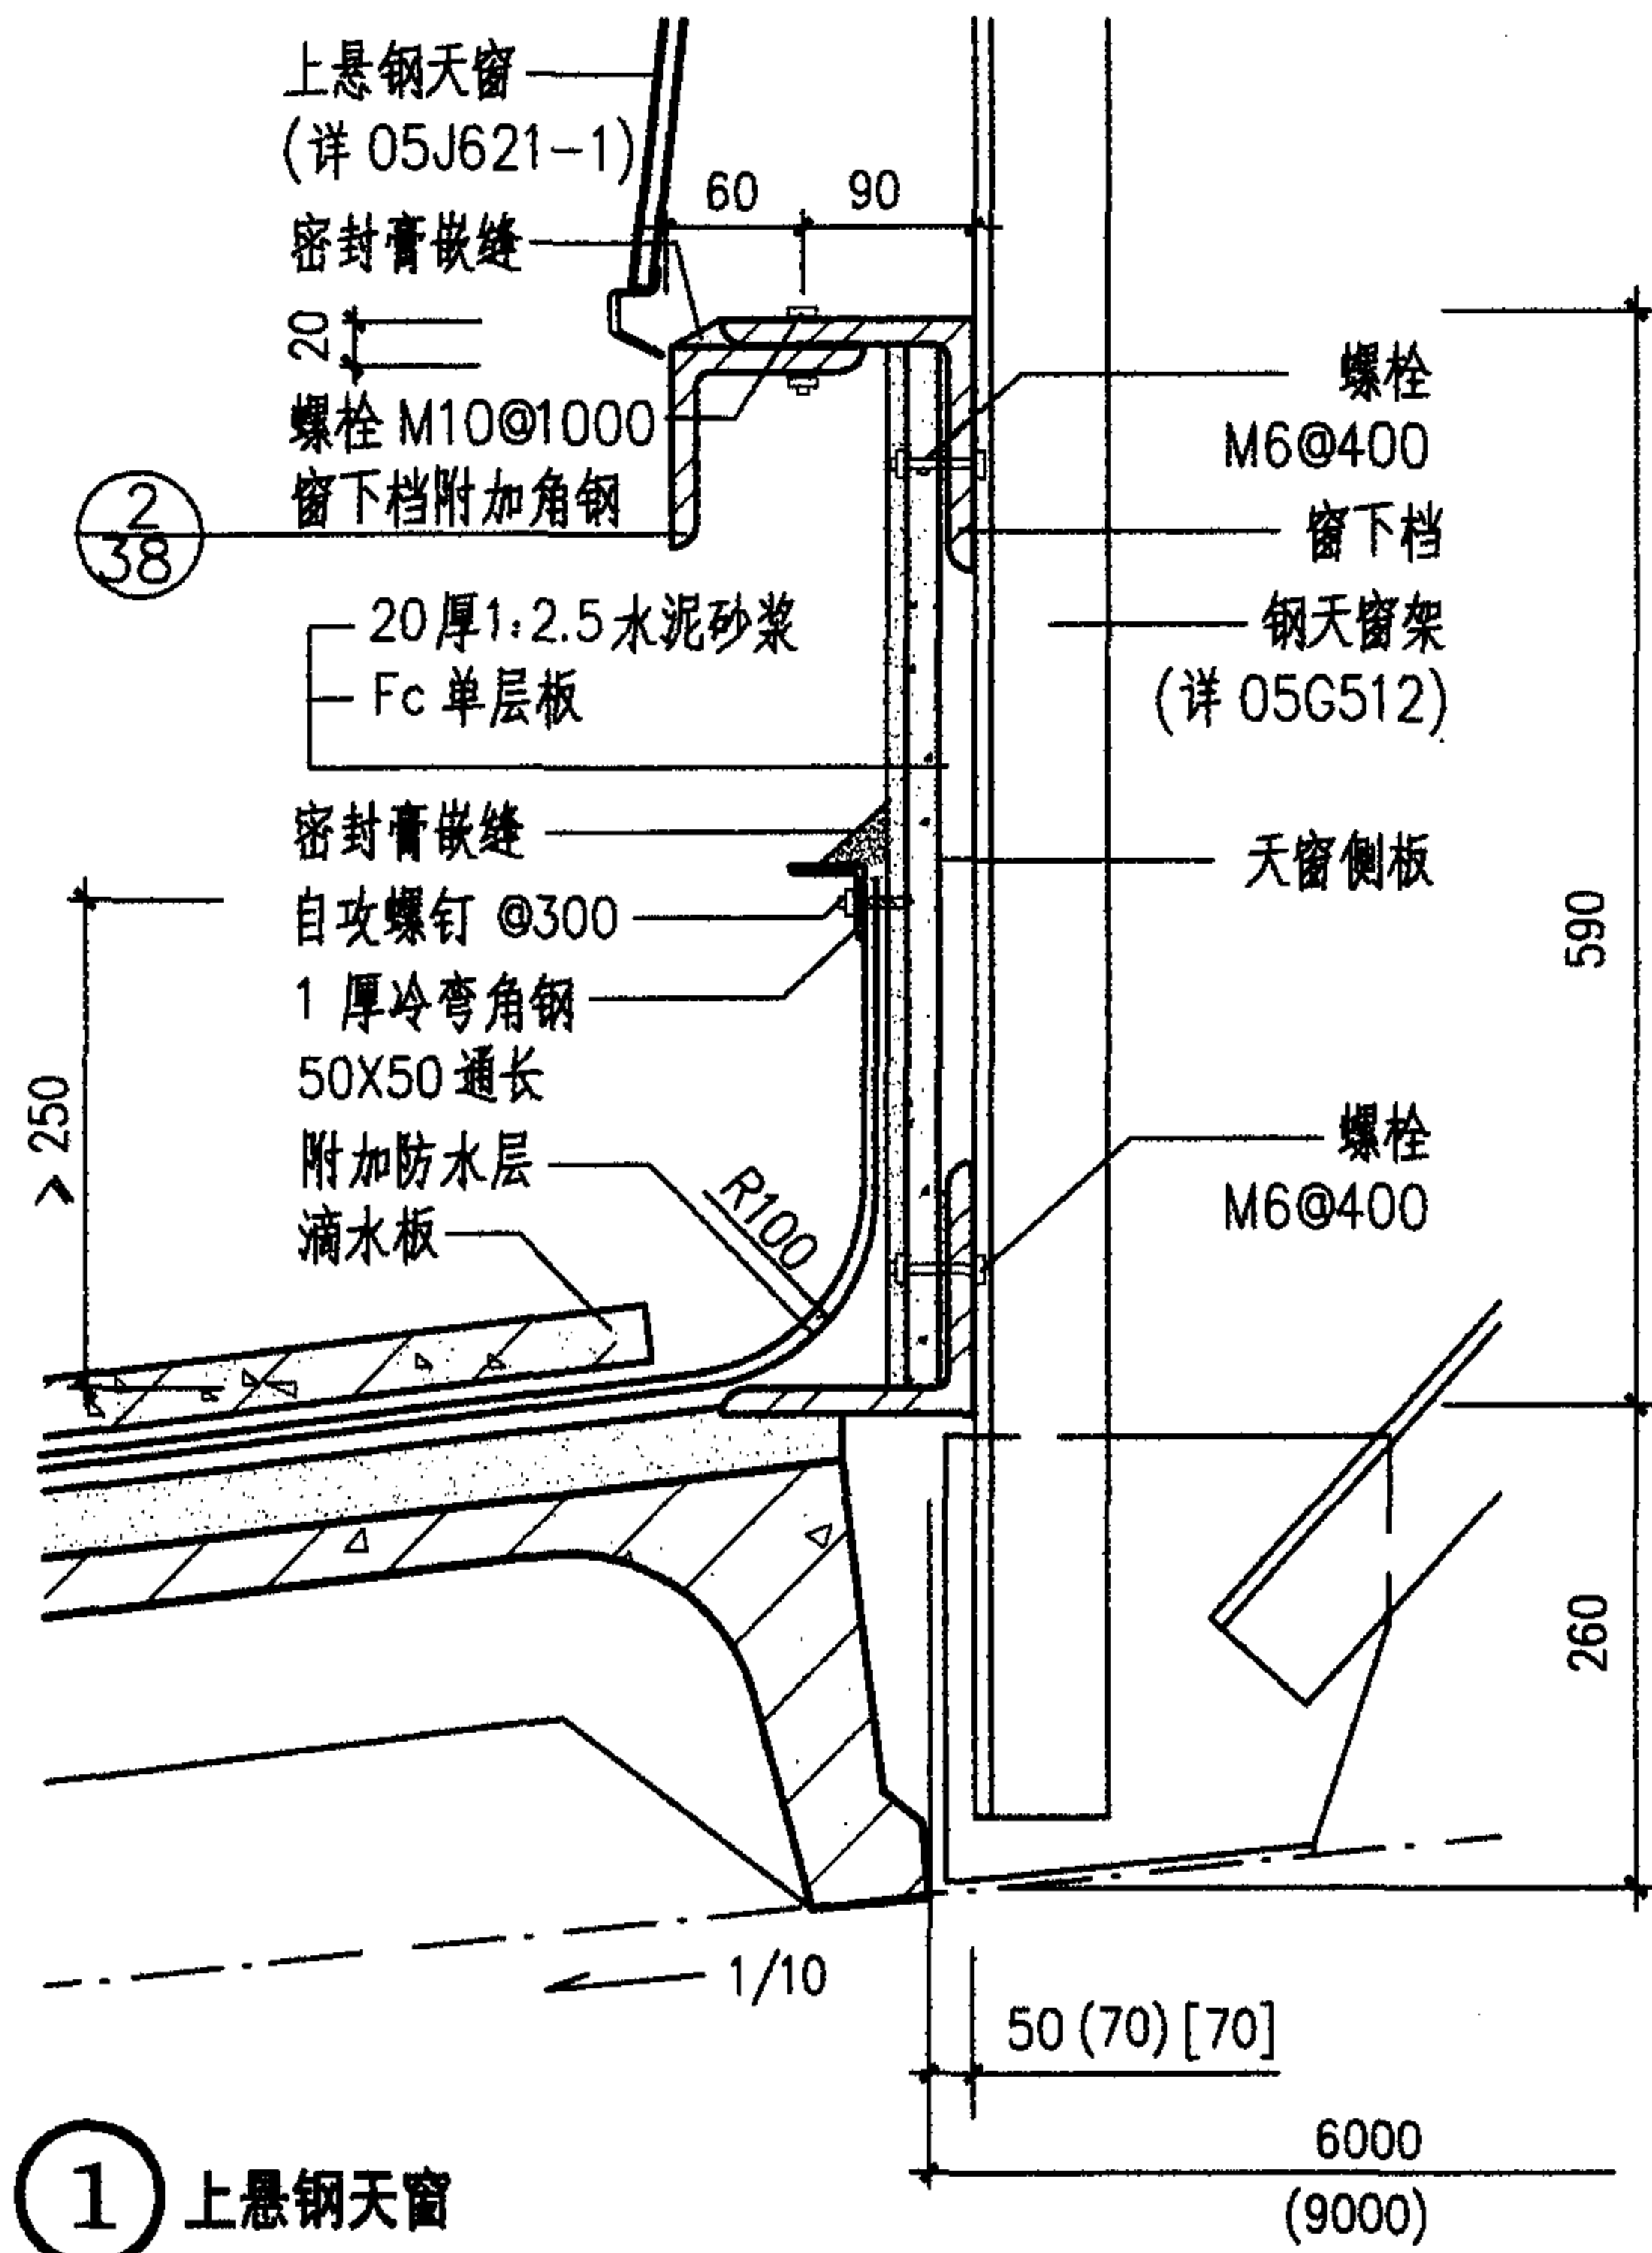 上悬钢天窗
(详 05J621-1)
60
90
密封膏嵌缝
20
螺栓 M10@1000
窗下档附加角钢
2
38
螺栓
M6@400
窗下档
钢天窗架
(详 05G512)
20厚1:2.5水泥砂浆
Fc 单层板
密封膏嵌缝
天窗侧板
自攻螺钉 @300
1 厚冷弯角钢
50X50 通长
590
>250
附加防水层
滴水板
R100
螺栓
M6@400
260
1/10
50(70)[70]
6000
(9000)
1 上悬钢天窗